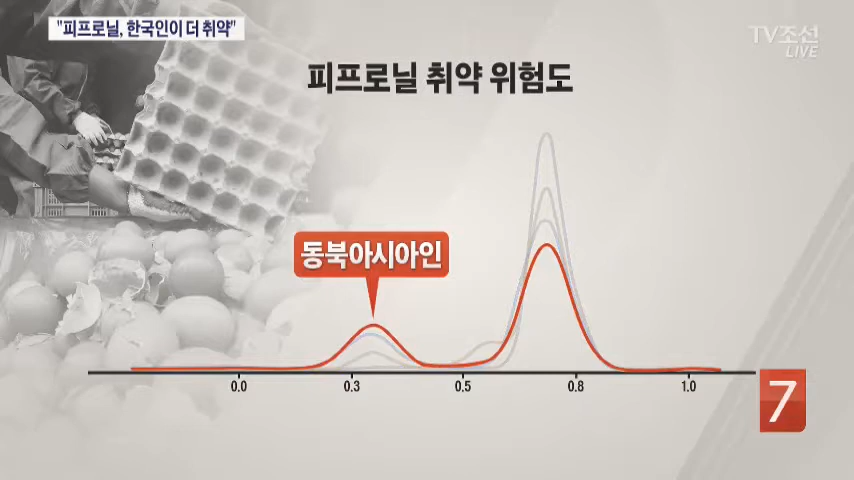 "피프로닐, 한국인이 더 취약"
TV조선
LIVE
피프로닐 취약 위험도
동북아시아인
0.0 0.3 0.5 0.8 1.0
7